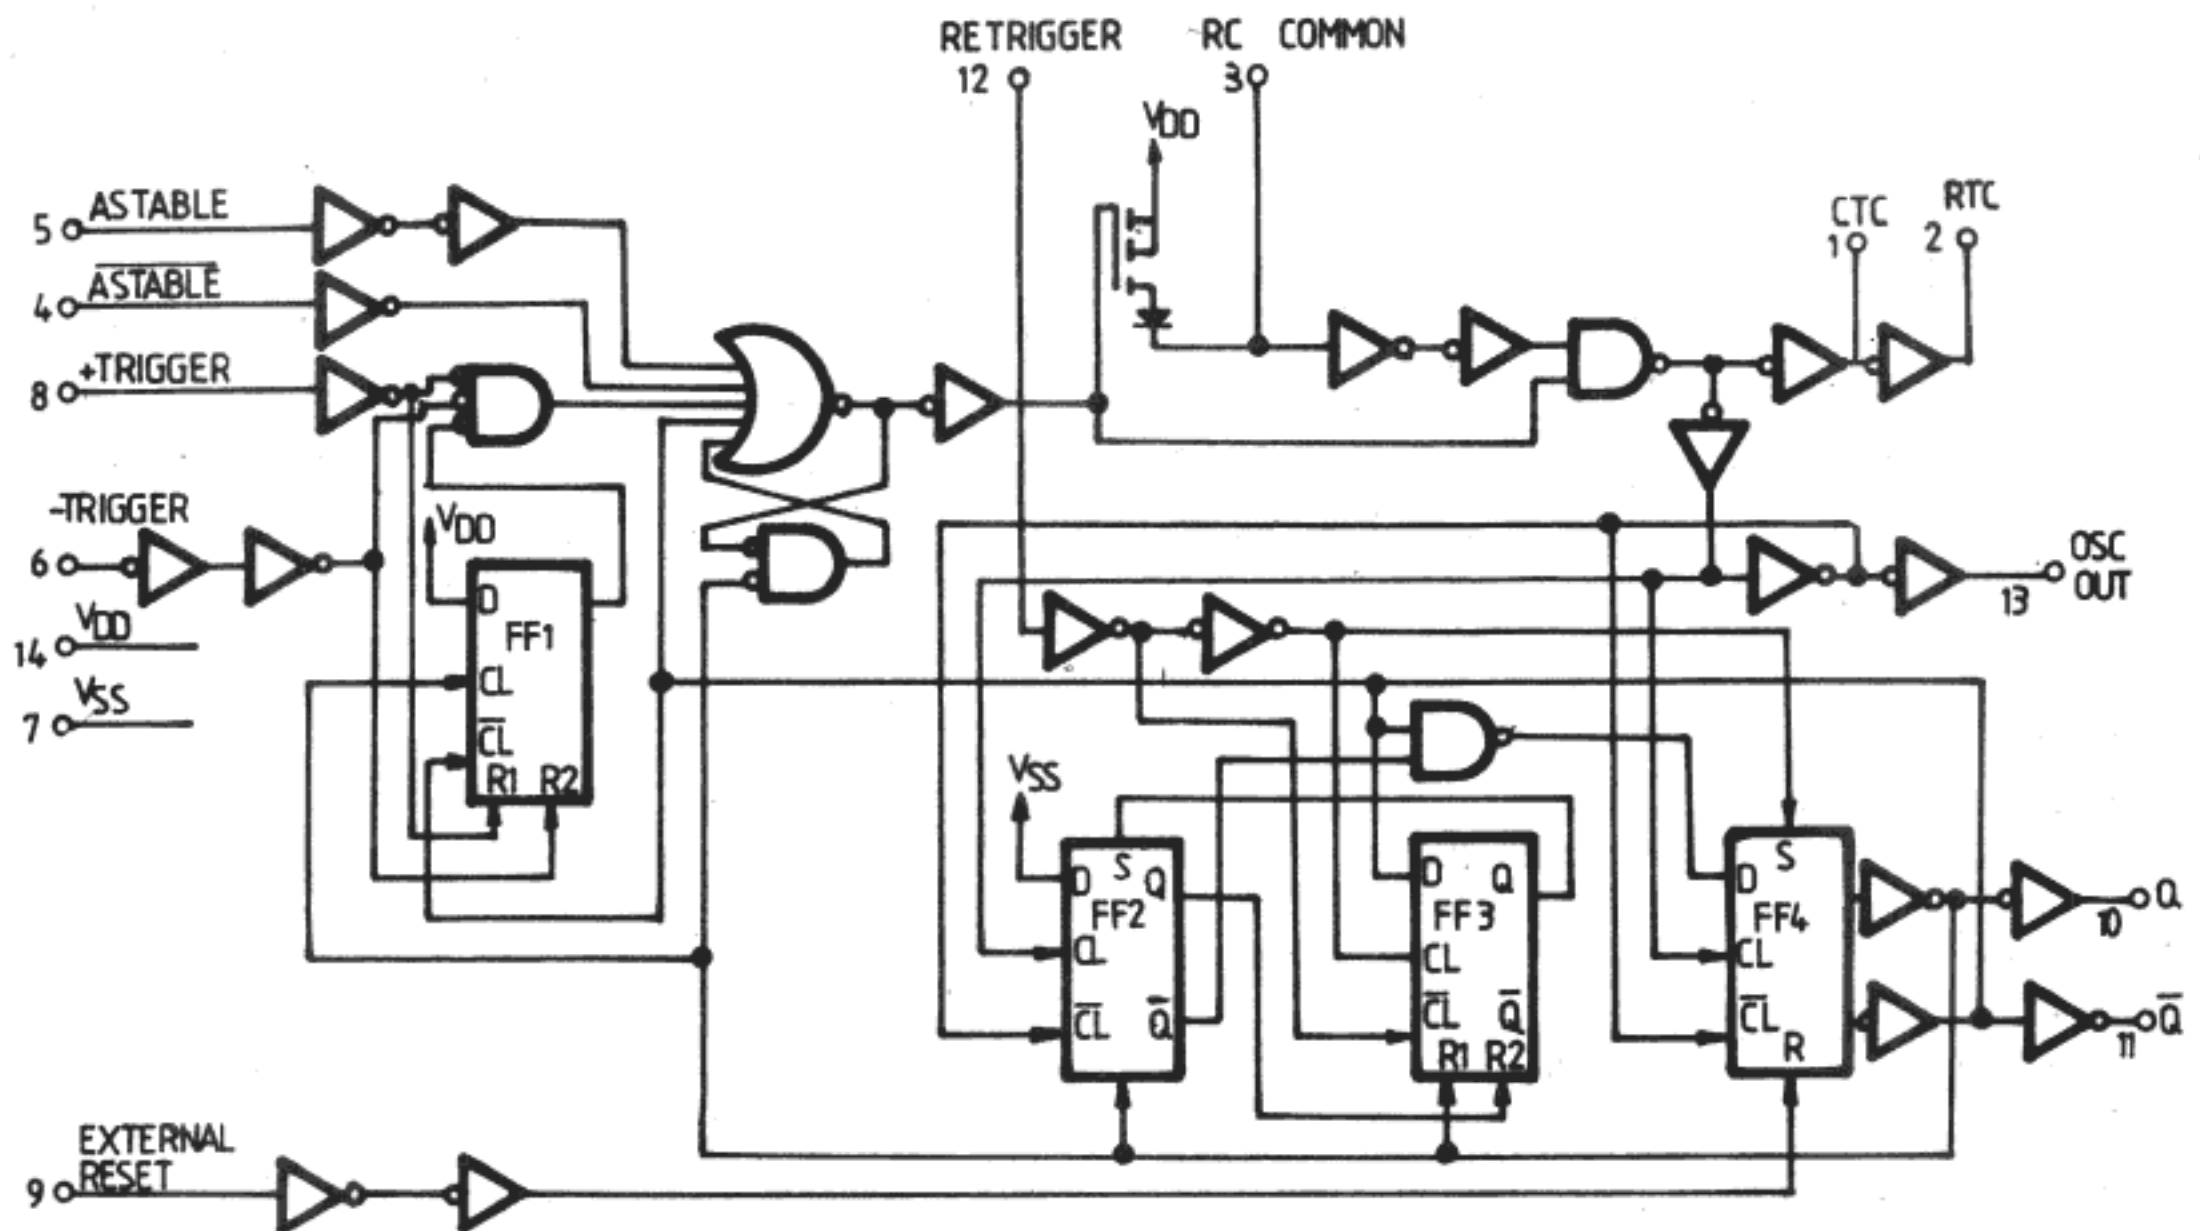 RETRIGGER
12
RC COMMON
3
VDD
5 ASTABLE
4 ASTABLE
8 +TRIGGER
CTC
1
RTC
2
-TRIGGER
6
VDD
14
VSS
7
VDD
D
FF1
CL
CL
R1 R2
OSC
OUT
13
VSS
S
D Q
FF2
CL
CL Q
D Q
FF3
CL
CL Q
R1 R2
S
D
FF4
CL
CL
R
Q
10
Q
11
EXTERNAL
RESET
9